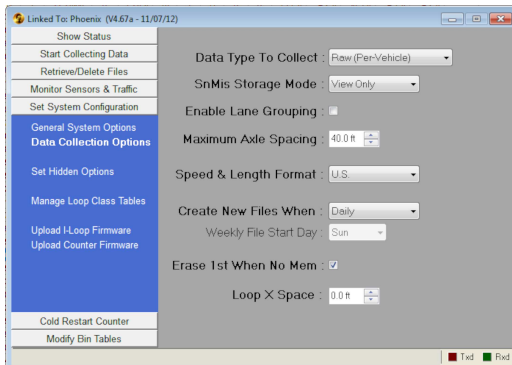 Linked To: Phoenix (V4.67a - 11/07/12)
Show Status
Start Collecting Data
Retrieve/Delete Files
Monitor Sensors & Traffic
Set System Configuration
General System Options
Data Collection Options
Set Hidden Options
Manage Loop Class Tables
Upload I-Loop Firmware
Upload Counter Firmware
Cold Restart Counter
Modify Bin Tables
Data Type To Collect : Raw (Per-Vehicle)
SnMis Storage Mode : View Only
Enable Lane Grouping :
Maximum Axle Spacing : 40.0 ft
Speed & Length Format : U.S.
Create New Files When : Daily
Weekly File Start Day : Sun
Erase 1st When No Mem :
Loop X Space : 0.0 ft
Txd Rxd